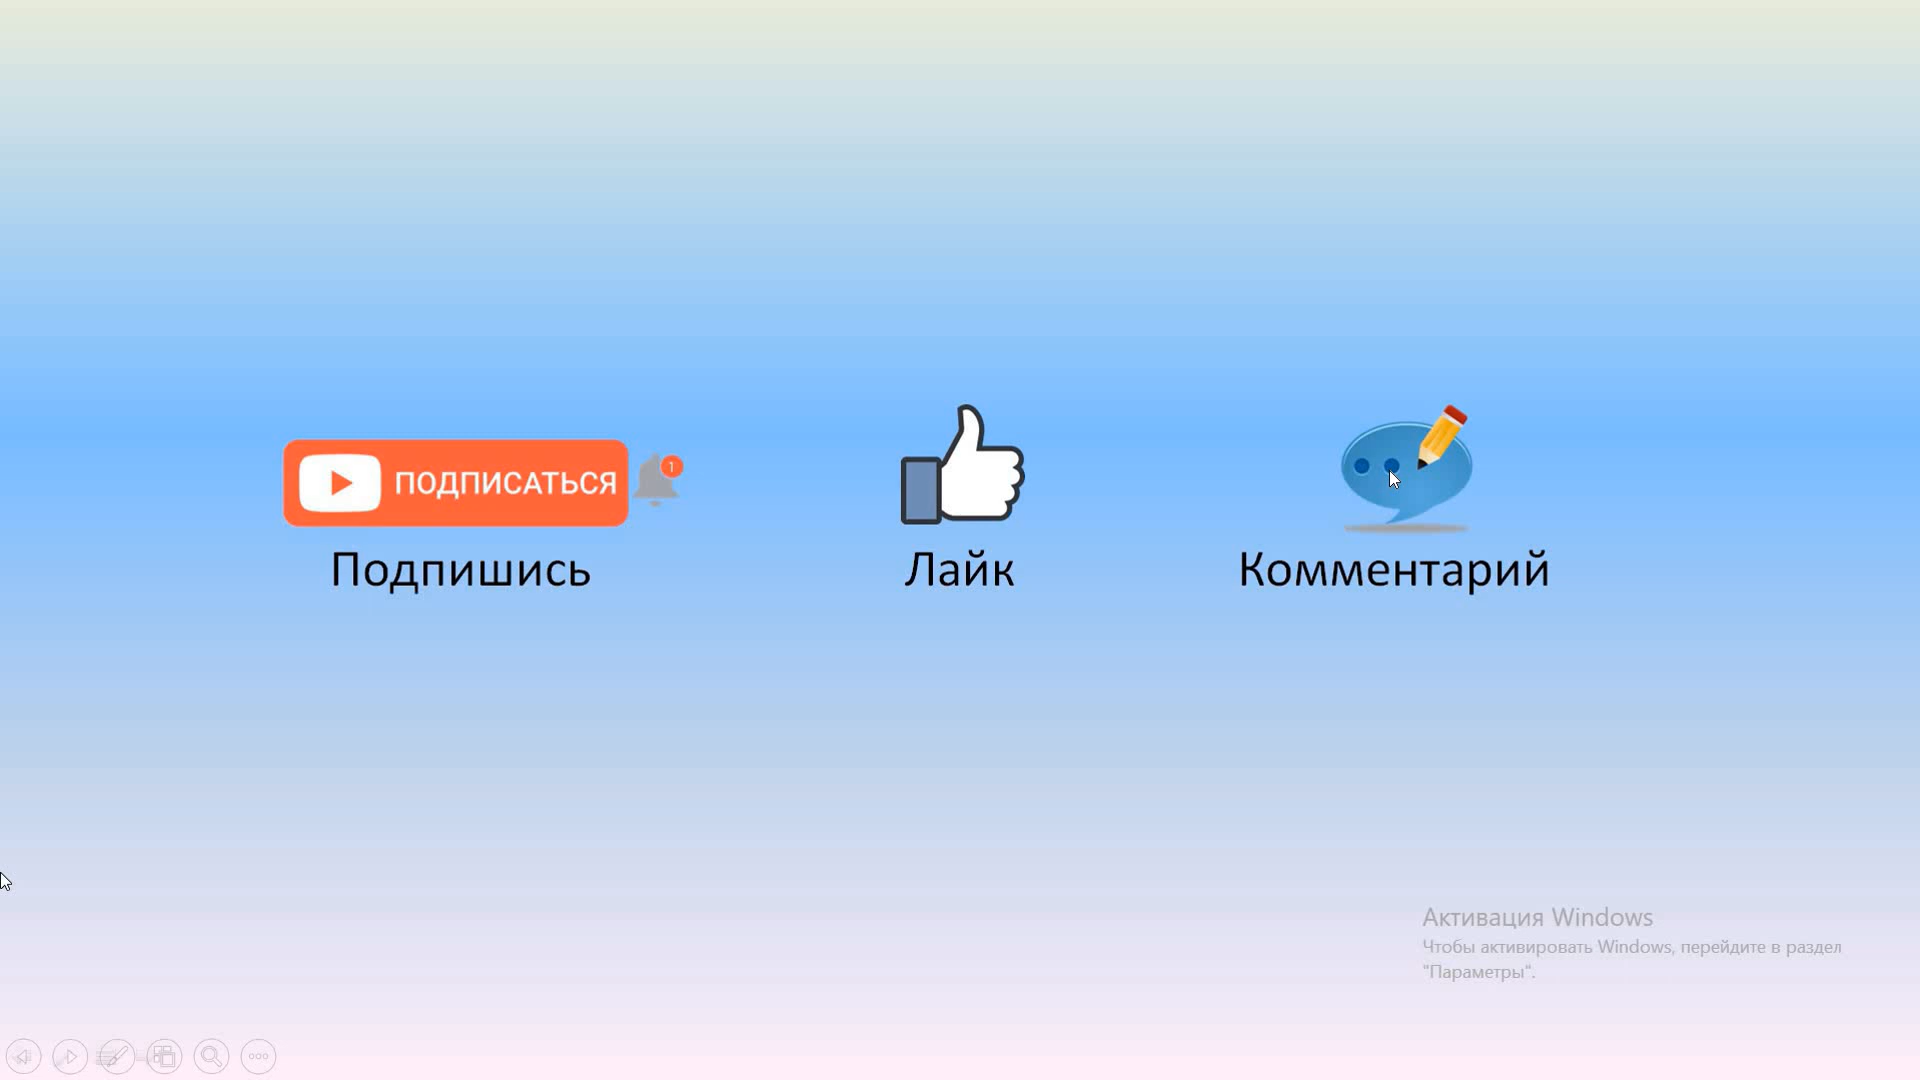 ПОДПИСАТЬСЯ
1
Подпишись
Лайк
Комментарий
Активация Windows
Чтобы активировать Windows, перейдите в раздел
"Параметры".